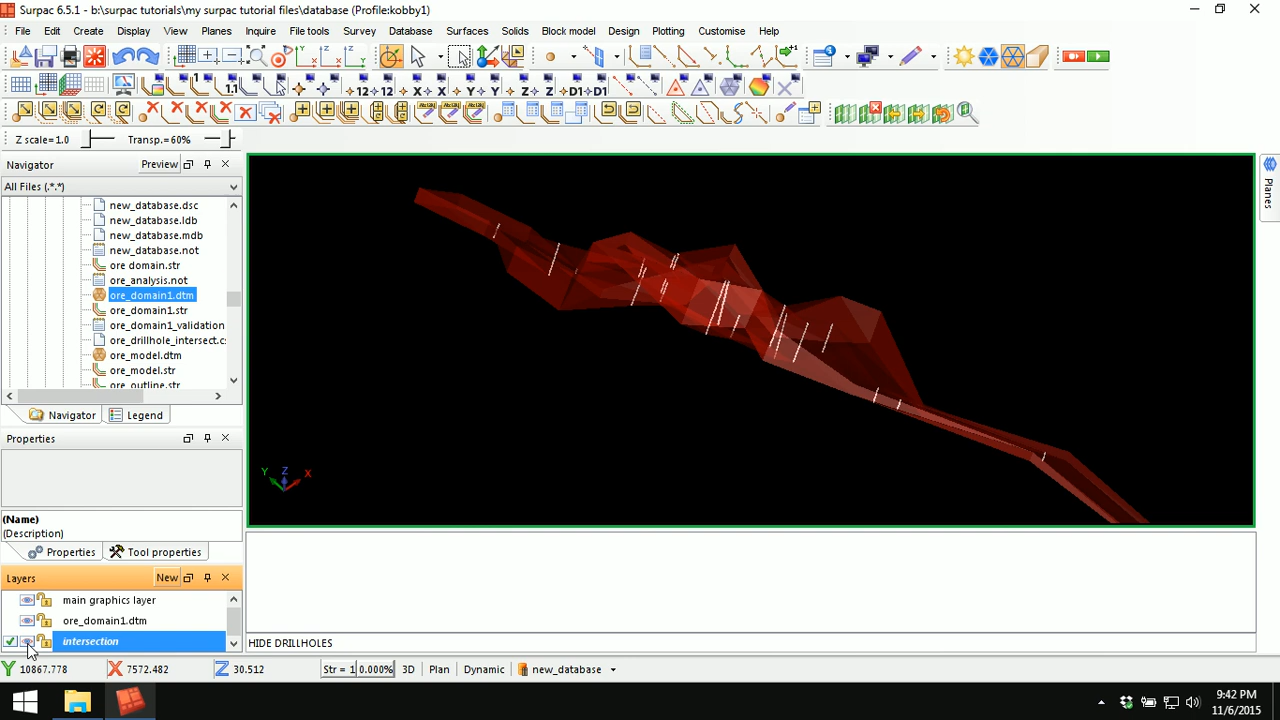 Surpac 6.5.1 - b:\surpac tutorials\my surpac tutorial files\database (Profile:kobby1)
File Edit Create Display View Planes Inquire File tools Survey Database Surfaces Solids Block model Design Plotting Customise Help
Z scale=1.0 Transp.=60%
Navigator Preview
All Files (.*.*)
new_database.dsc
new_database.ldb
new_database.mdb
new_database.not
ore domain.str
ore_analysis.not
ore_domain1.dtm
ore_domain1.str
ore_domain1_validation
ore_drillhole_intersect.c
ore_model.dtm
ore_model.str
ore_outline.str
Navigator Legend
Properties
(Name)
(Description)
Properties Tool properties
Layers New
main graphics layer
ore_domain1.dtm
intersection
Planes
Y Z X
HIDE DRILLHOLES
Y 10867.778 X 7572.482 Z 30.512 Str = 1 0.000% 3D Plan Dynamic new_database
9:42 PM
11/6/2015